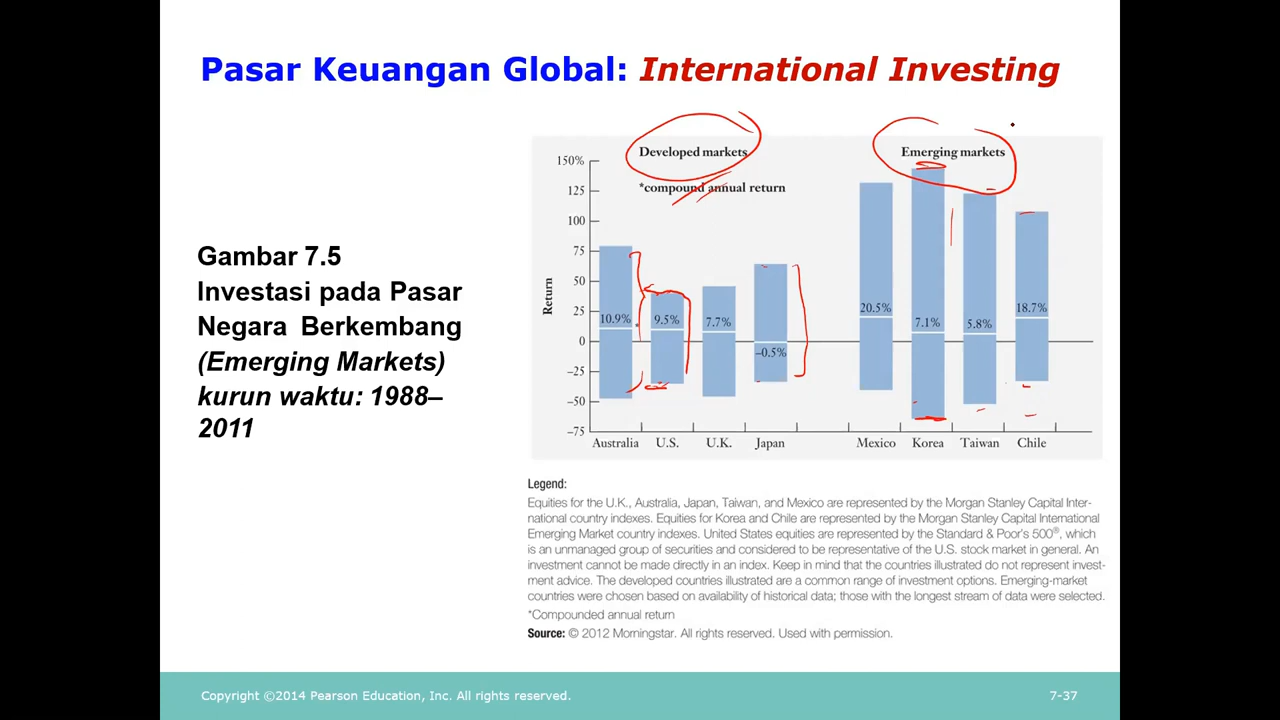 Pasar Keuangan Global: International Investing
Gambar 7.5
Investasi pada Pasar
Negara Berkembang
(Emerging Markets)
kurun waktu: 1988–
2011
Developed markets
Emerging markets
*compound annual return
Return
150%
125
100
75
50
25
0
−25
−50
−75
10.9%
9.5%
7.7%
−0.5%
20.5%
7.1%
5.8%
18.7%
Australia
U.S.
U.K.
Japan
Mexico
Korea
Taiwan
Chile
Legend:
Equities for the U.K., Australia, Japan, Taiwan, and Mexico are represented by the Morgan Stanley Capital Inter-
national country indexes. Equities for Korea and Chile are represented by the Morgan Stanley Capital International
Emerging Market country indexes. United States equities are represented by the Standard & Poor's 500®, which
is an unmanaged group of securities and considered to be representative of the U.S. stock market in general. An
investment cannot be made directly in an index. Keep in mind that the countries illustrated do not represent invest-
ment advice. The developed countries illustrated are a common range of investment options. Emerging-market
countries were chosen based on availability of historical data; those with the longest stream of data were selected.
*Compounded annual return
Source: © 2012 Morningstar. All rights reserved. Used with permission.
Copyright ©2014 Pearson Education, Inc. All rights reserved.
7-37